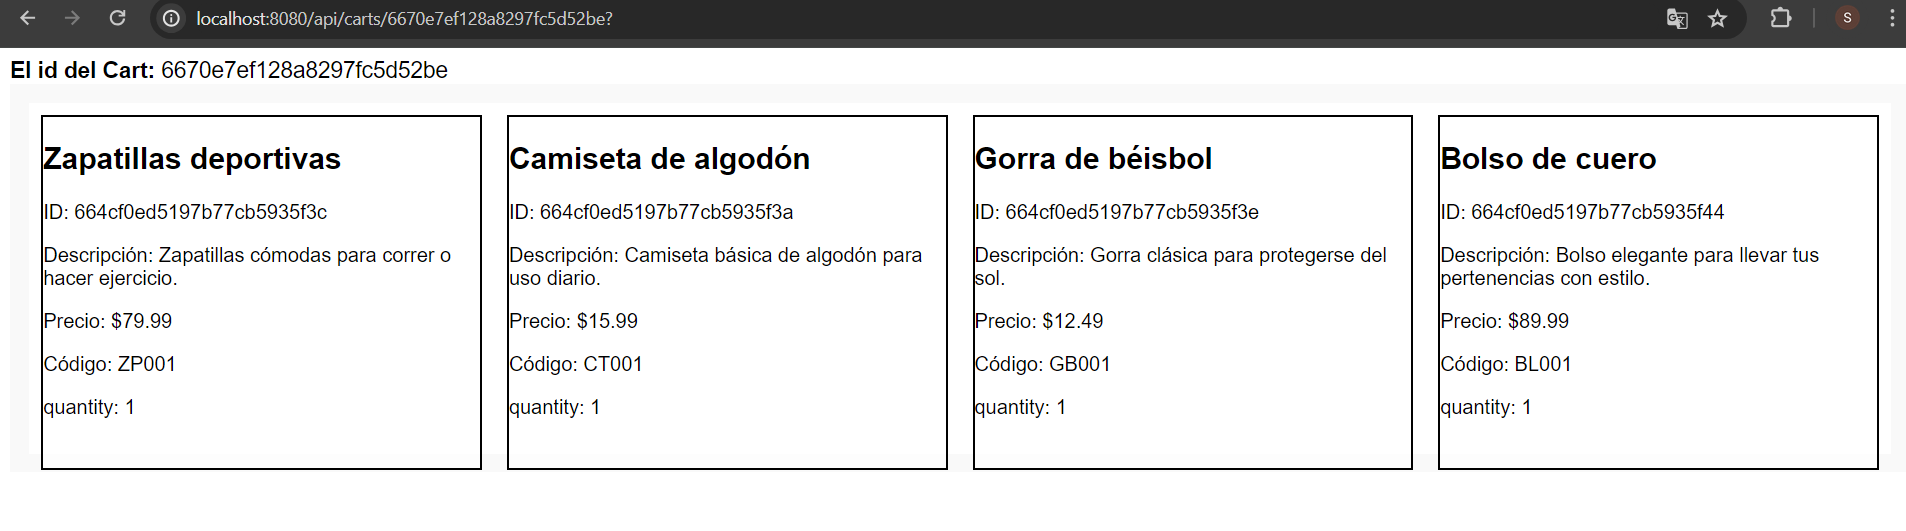 localhost:8080/api/carts/6670e7ef128a8297fc5d52be?
S
El id del Cart: 6670e7ef128a8297fc5d52be
Zapatillas deportivas
ID: 664cf0ed5197b77cb5935f3c
Descripción: Zapatillas cómodas para correr o
hacer ejercicio.
Precio: $79.99
Código: ZP001
quantity: 1
Camiseta de algodón
ID: 664cf0ed5197b77cb5935f3a
Descripción: Camiseta básica de algodón para
uso diario.
Precio: $15.99
Código: CT001
quantity: 1
Gorra de béisbol
ID: 664cf0ed5197b77cb5935f3e
Descripción: Gorra clásica para protegerse del
sol.
Precio: $12.49
Código: GB001
quantity: 1
Bolso de cuero
ID: 664cf0ed5197b77cb5935f44
Descripción: Bolso elegante para llevar tus
pertenencias con estilo.
Precio: $89.99
Código: BL001
quantity: 1